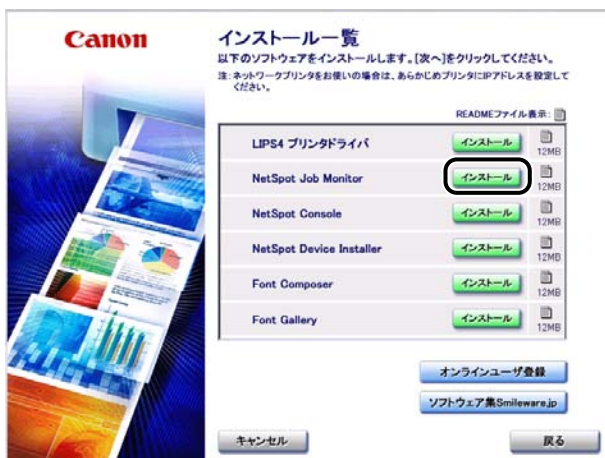 Canon
インストール一覧
以下のソフトウェアをインストールします。[次へ]をクリックしてください。
注:ネットワークプリンタをお使いの場合は、あらかじめプリンタにIPアドレスを設定して
ください。
READMEファイル表示:
LIPS4 プリンタドライバ インストール 12MB
NetSpot Job Monitor インストール 12MB
NetSpot Console インストール 12MB
NetSpot Device Installer インストール 12MB
Font Composer インストール 12MB
Font Gallery インストール 12MB
オンラインユーザ登録
ソフトウェア集Smileware.jp
キャンセル 戻る